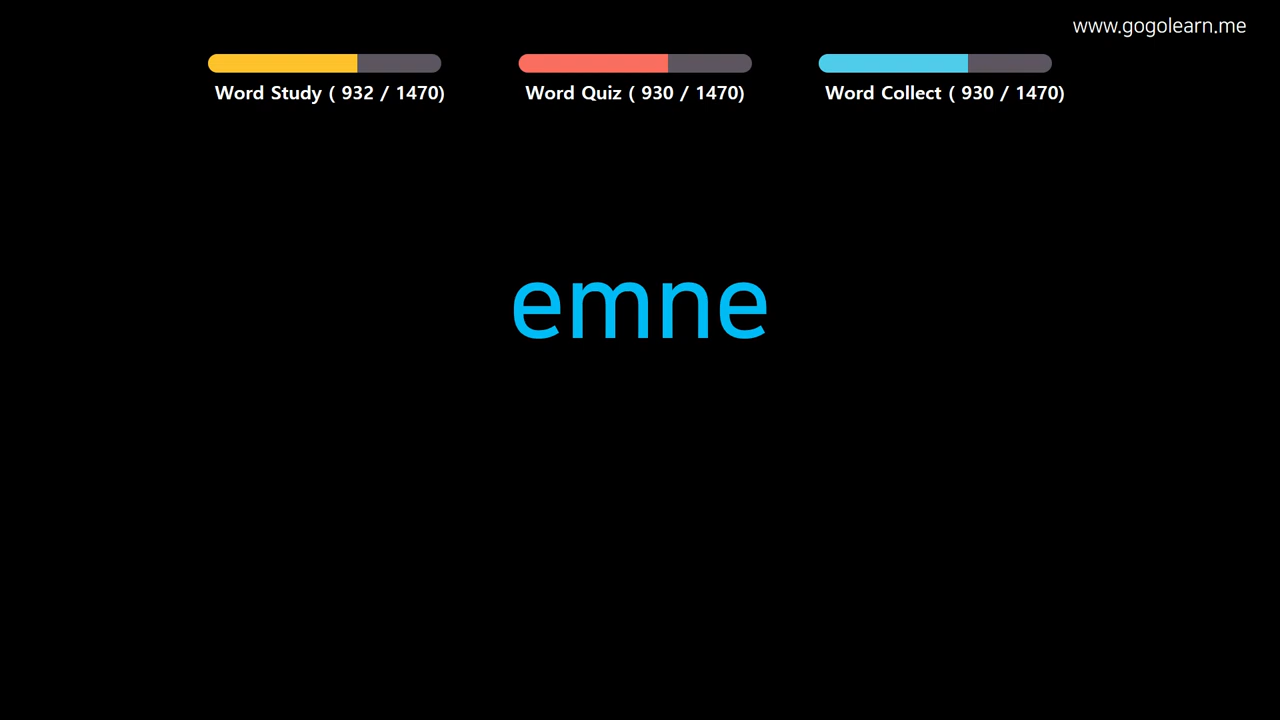 www.gogolearn.me
Word Study ( 932 / 1470)
Word Quiz ( 930 / 1470)
Word Collect ( 930 / 1470)
emne